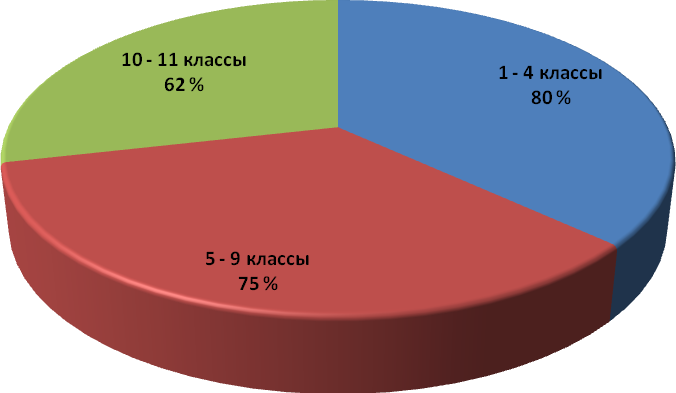 10 - 11 классы
62 %
1 - 4 классы
80 %
5 - 9 классы
75 %